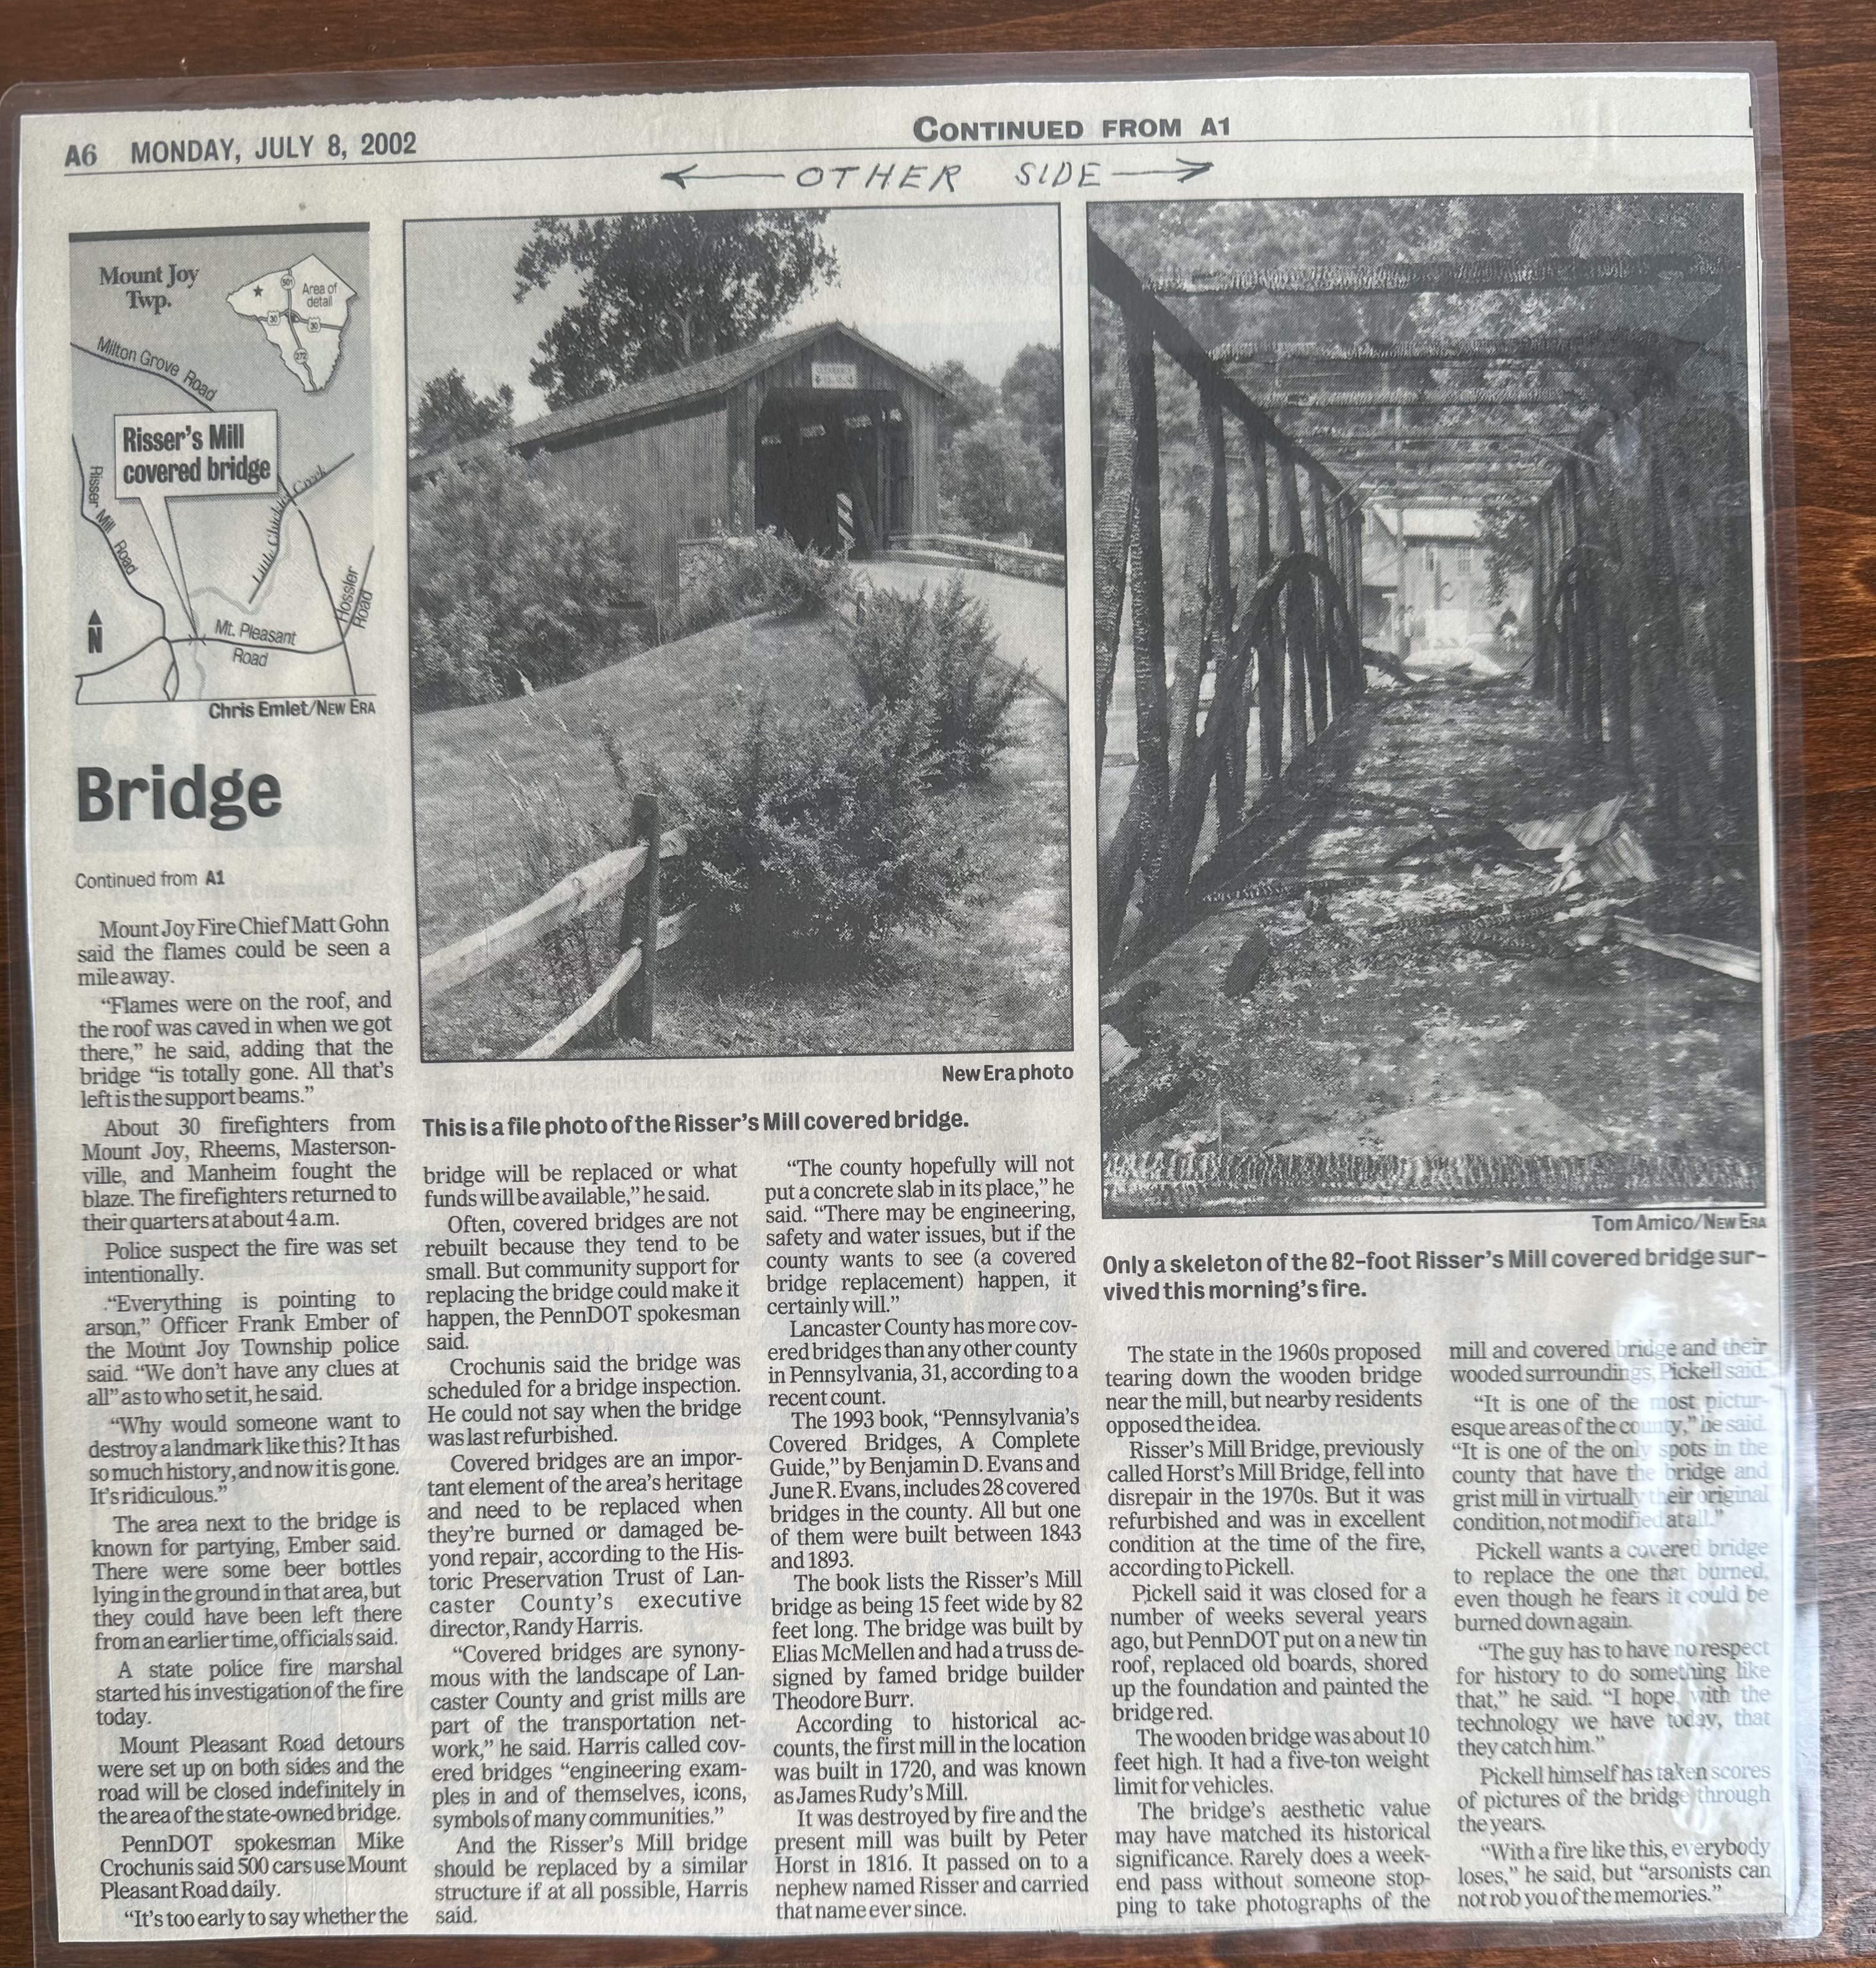 A6 MONDAY, JULY 8, 2002
CONTINUED FROM A1
← OTHER SIDE →
Mount Joy
Twp.
501
Area of
detail
30
30
272
Milton Grove Road
Risser's Mill
covered bridge
Risser Mill Road
Little Chickies Creek
Hossler
Road
N
Mt. Pleasant
Road
Chris Emlet/NEW ERA
Bridge
Continued from A1
Mount Joy Fire Chief Matt Gohn
said the flames could be seen a
mile away.
“Flames were on the roof, and
the roof was caved in when we got
there,” he said, adding that the
bridge “is totally gone. All that's
left is the support beams.”
About 30 firefighters from
Mount Joy, Rheems, Masterson-
ville, and Manheim fought the
blaze. The firefighters returned to
their quarters at about 4 a.m.
Police suspect the fire was set
intentionally.
“Everything is pointing to
arson,” Officer Frank Ember of
the Mount Joy Township police
said. “We don't have any clues at
all” as to who set it, he said.
“Why would someone want to
destroy a landmark like this? It has
so much history, and now it is gone.
It's ridiculous.”
The area next to the bridge is
known for partying, Ember said.
There were some beer bottles
lying in the ground in that area, but
they could have been left there
from an earlier time, officials said.
A state police fire marshal
started his investigation of the fire
today.
Mount Pleasant Road detours
were set up on both sides and the
road will be closed indefinitely in
the area of the state-owned bridge.
PennDOT spokesman Mike
Crochunis said 500 cars use Mount
Pleasant Road daily.
“It's too early to say whether the
New Era photo
This is a file photo of the Risser's Mill covered bridge.
bridge will be replaced or what
funds will be available,” he said.
Often, covered bridges are not
rebuilt because they tend to be
small. But community support for
replacing the bridge could make it
happen, the PennDOT spokesman
said.
Crochunis said the bridge was
scheduled for a bridge inspection.
He could not say when the bridge
was last refurbished.
Covered bridges are an impor-
tant element of the area's heritage
and need to be replaced when
they're burned or damaged be-
yond repair, according to the His-
toric Preservation Trust of Lan-
caster County's executive
director, Randy Harris.
“Covered bridges are synony-
mous with the landscape of Lan-
caster County and grist mills are
part of the transportation net-
work,” he said. Harris called cov-
ered bridges “engineering exam-
ples in and of themselves, icons,
symbols of many communities.”
And the Risser's Mill bridge
should be replaced by a similar
structure if at all possible, Harris
said.
“The county hopefully will not
put a concrete slab in its place,” he
said. “There may be engineering,
safety and water issues, but if the
county wants to see (a covered
bridge replacement) happen, it
certainly will.”
Lancaster County has more cov-
ered bridges than any other county
in Pennsylvania, 31, according to a
recent count.
The 1993 book, “Pennsylvania's
Covered Bridges, A Complete
Guide,” by Benjamin D. Evans and
June R. Evans, includes 28 covered
bridges in the county. All but one
of them were built between 1843
and 1893.
The book lists the Risser's Mill
bridge as being 15 feet wide by 82
feet long. The bridge was built by
Elias McMellen and had a truss de-
signed by famed bridge builder
Theodore Burr.
According to historical ac-
counts, the first mill in the location
was built in 1720, and was known
as James Rudy's Mill.
It was destroyed by fire and the
present mill was built by Peter
Horst in 1816. It passed on to a
nephew named Risser and carried
that name ever since.
Tom Amico/NEW ERA
Only a skeleton of the 82-foot Risser's Mill covered bridge sur-
vived this morning's fire.
The state in the 1960s proposed
tearing down the wooden bridge
near the mill, but nearby residents
opposed the idea.
Risser's Mill Bridge, previously
called Horst's Mill Bridge, fell into
disrepair in the 1970s. But it was
refurbished and was in excellent
condition at the time of the fire,
according to Pickell.
Pickell said it was closed for a
number of weeks several years
ago, but PennDOT put on a new tin
roof, replaced old boards, shored
up the foundation and painted the
bridge red.
The wooden bridge was about 10
feet high. It had a five-ton weight
limit for vehicles.
The bridge's aesthetic value
may have matched its historical
significance. Rarely does a week-
end pass without someone stop-
ping to take photographs of the
mill and covered bridge and their
wooded surroundings, Pickell said.
“It is one of the most pictur-
esque areas of the county,” he said.
“It is one of the only spots in the
county that have the bridge and
grist mill in virtually their original
condition, not modified at all.”
Pickell wants a covered bridge
to replace the one that burned,
even though he fears it could be
burned down again.
“The guy has to have no respect
for history to do something like
that,” he said. “I hope, with the
technology we have today, that
they catch him.”
Pickell himself has taken scores
of pictures of the bridge through
the years.
“With a fire like this, everybody
loses,” he said, but “arsonists can
not rob you of the memories.”